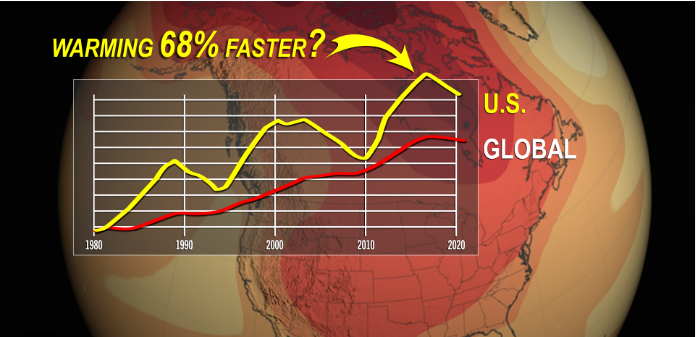 WARMING 68% FASTER?
U.S.
GLOBAL
1980 1990 2000 2010 2020